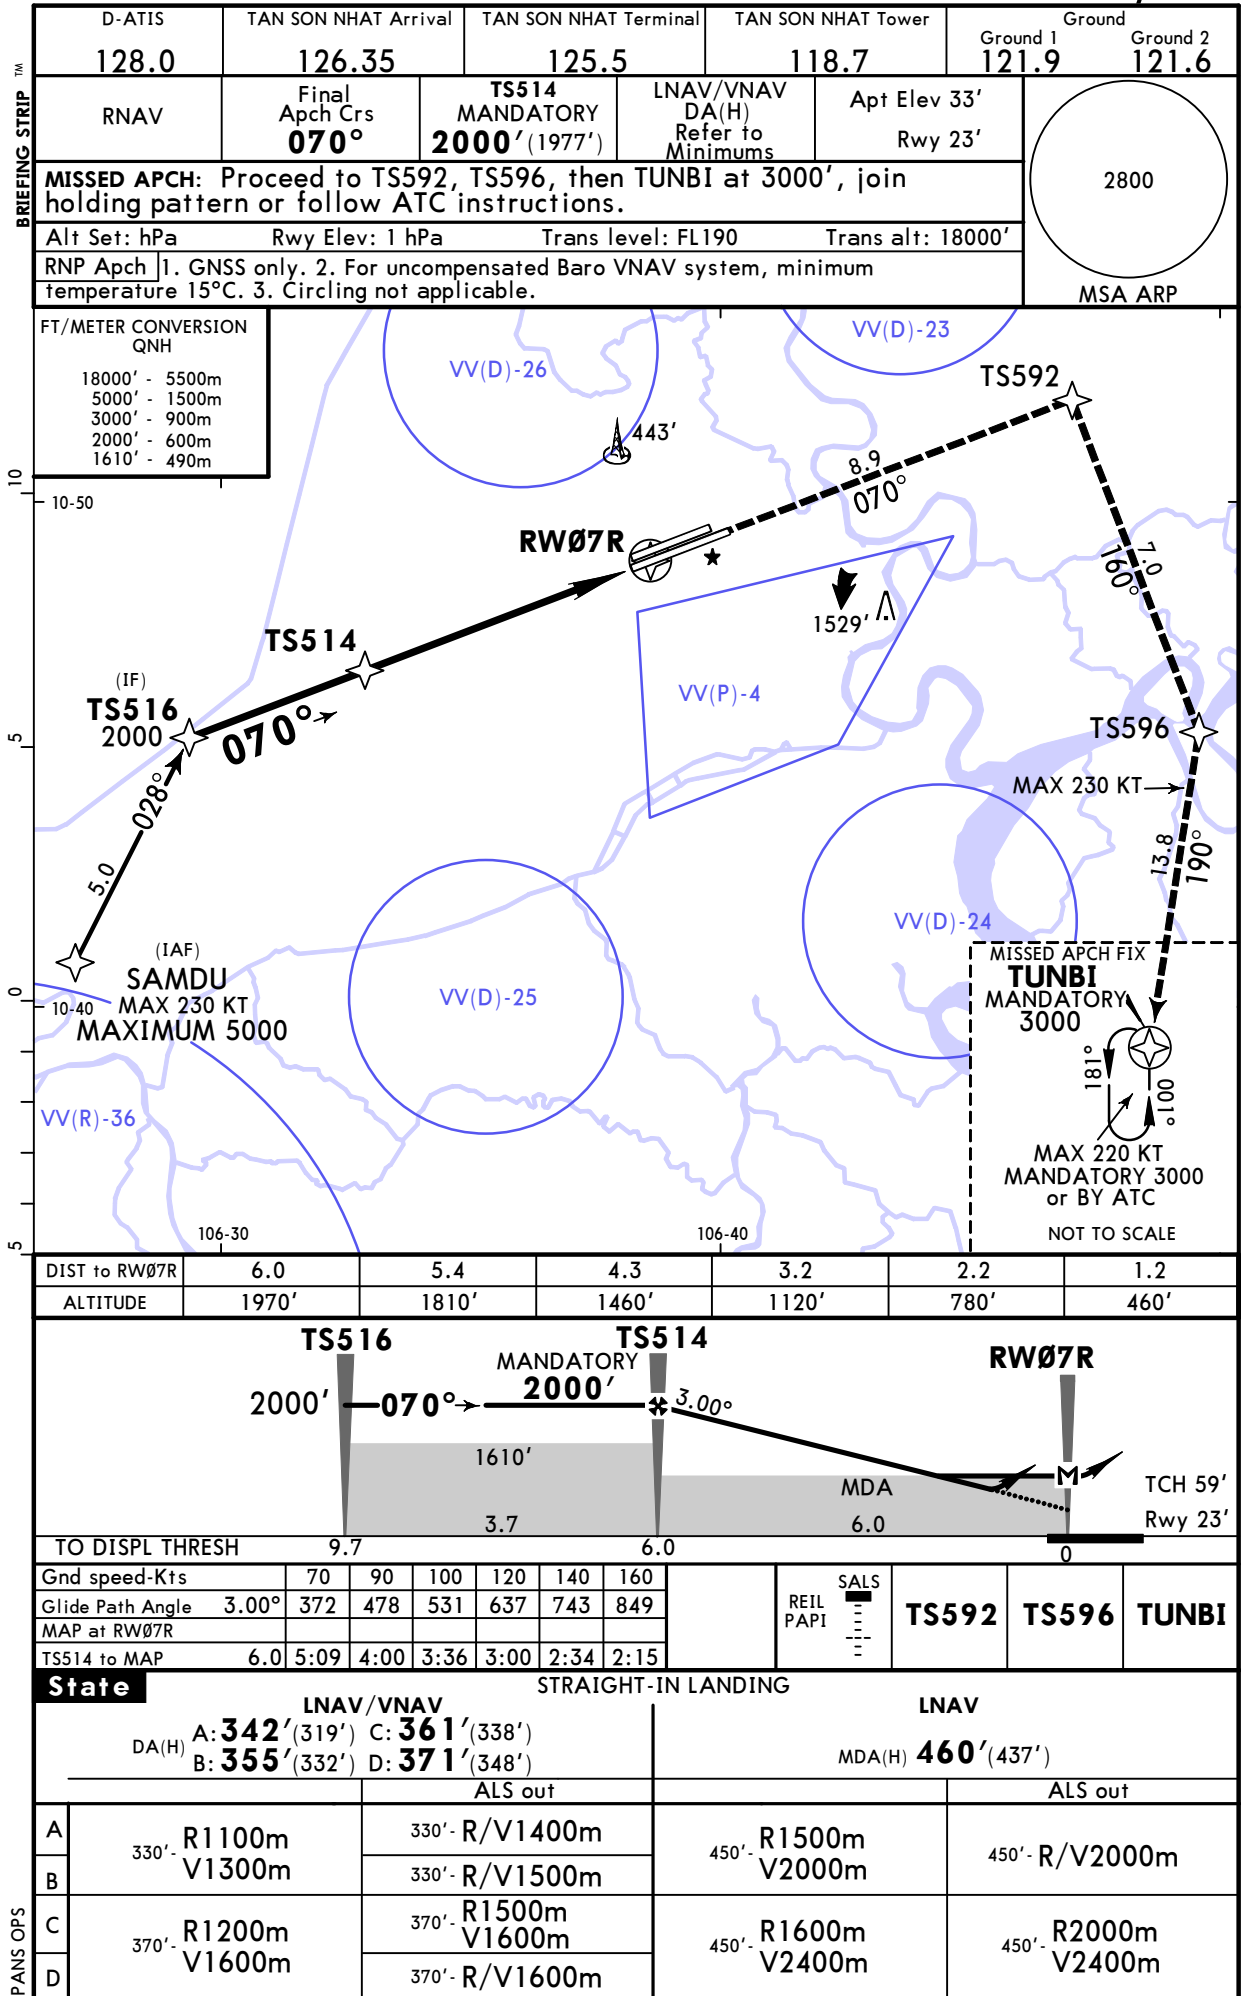 D-ATIS
128.0
TAN SON NHAT Arrival
126.35
TAN SON NHAT Terminal
125.5
TAN SON NHAT Tower
118.7
Ground
Ground 1 Ground 2
121.9 121.6
BRIEFING STRIP TM
RNAV
Final
Apch Crs
070°
TS514
MANDATORY
2000'(1977')
LNAV/VNAV
DA(H)
Refer to
Minimums
Apt Elev 33'
Rwy 23'
MISSED APCH: Proceed to TS592, TS596, then TUNBI at 3000', join
holding pattern or follow ATC instructions.
Alt Set: hPa Rwy Elev: 1 hPa Trans level: FL190 Trans alt: 18000'
RNP Apch 1. GNSS only. 2. For uncompensated Baro VNAV system, minimum
temperature 15°C. 3. Circling not applicable.
2800
MSA ARP
FT/METER CONVERSION
QNH
18000' - 5500m
5000' - 1500m
3000' - 900m
2000' - 600m
1610' - 490m
VV(D)-26
VV(D)-23
TS592
443'
8.9
070°
10
10-50
RWØ7R
7.0
160°
1529'
TS514
(IF)
TS516
2000
070°
VV(P)-4
TS596
5
028°
MAX 230 KT
5.0
13.8
190°
VV(D)-24
(IAF)
SAMDU
MAX 230 KT
MAXIMUM 5000
0
10-40
VV(D)-25
MISSED APCH FIX
TUNBI
MANDATORY
3000
181°
001°
VV(R)-36
MAX 220 KT
MANDATORY 3000
or BY ATC
NOT TO SCALE
5
106-30
106-40
DIST to RWØ7R 6.0 5.4 4.3 3.2 2.2 1.2
ALTITUDE 1970' 1810' 1460' 1120' 780' 460'
TS516
TS514
RWØ7R
MANDATORY
2000'
2000' 070°
3.00°
1610'
MDA
TCH 59'
Rwy 23'
3.7
6.0
TO DISPL THRESH 9.7 6.0 0
Gnd speed-Kts 70 90 100 120 140 160
Glide Path Angle 3.00° 372 478 531 637 743 849
MAP at RWØ7R
TS514 to MAP 6.0 5:09 4:00 3:36 3:00 2:34 2:15
REIL
PAPI
SALS
TS592
TS596
TUNBI
State
STRAIGHT-IN LANDING
LNAV/VNAV
DA(H) A: 342'(319') C: 361'(338')
B: 355'(332') D: 371'(348')
LNAV
MDA(H) 460'(437')
ALS out
ALS out
A
B
C
D
330'- R1100m
V1300m
330'- R/V1400m
330'- R/V1500m
450'- R1500m
V2000m
450'- R/V2000m
370'- R1200m
V1600m
370'- R1500m
V1600m
370'- R/V1600m
450'- R1600m
V2400m
450'- R2000m
V2400m
PANS OPS